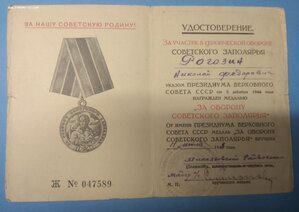 ЗА НАШУ СОВЕТСКУЮ РОДИНУ!
Ж № 047589
УДОСТОВЕРЕНИЕ
ЗА УЧАСТИЕ В ГЕРОИЧЕСКОЙ ОБОРОНЕ
СОВЕТСКОГО ЗАПОЛЯРЬЯ
Рогозин
Николай Федорович
УКАЗОМ ПРЕЗИДИУМА ВЕРХОВНОГО
СОВЕТА СССР от 5 декабря 1944 года
НАГРАЖДЕН МЕДАЛЬЮ
„ЗА ОБОРОНУ
СОВЕТСКОГО ЗАПОЛЯРЬЯ“
От имени ПРЕЗИДИУМА ВЕРХОВНОГО
СОВЕТА СССР МЕДАЛЬ „ЗА ОБОРОНУ
СОВЕТСКОГО ЗАПОЛЯРЬЯ“ ВРУЧЕНА
М. П.